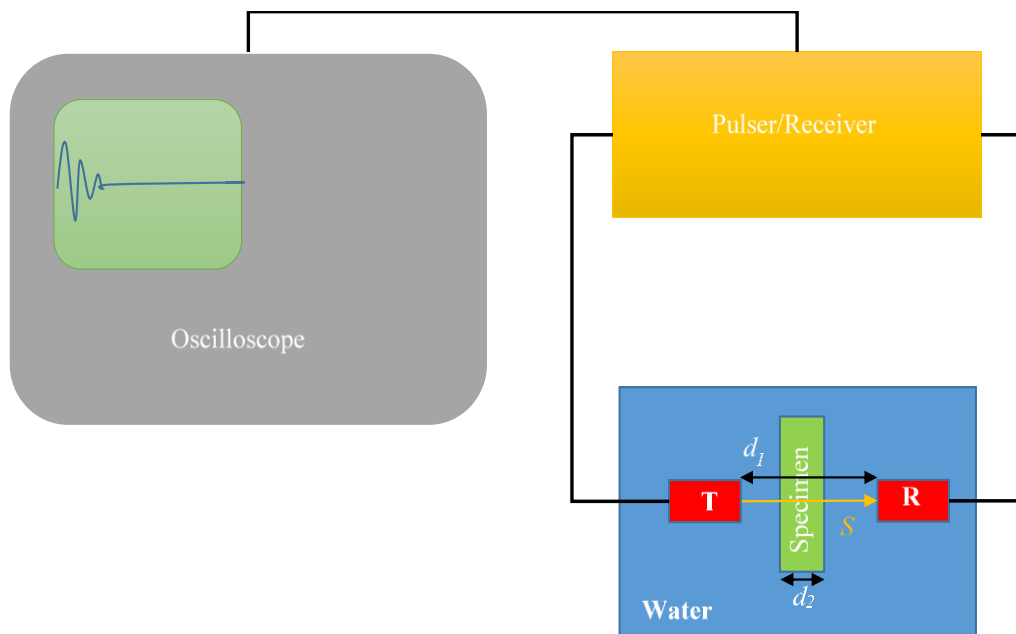 Pulser/Receiver
Oscilloscope
d1
T
Specimen
R
S
d2
Water